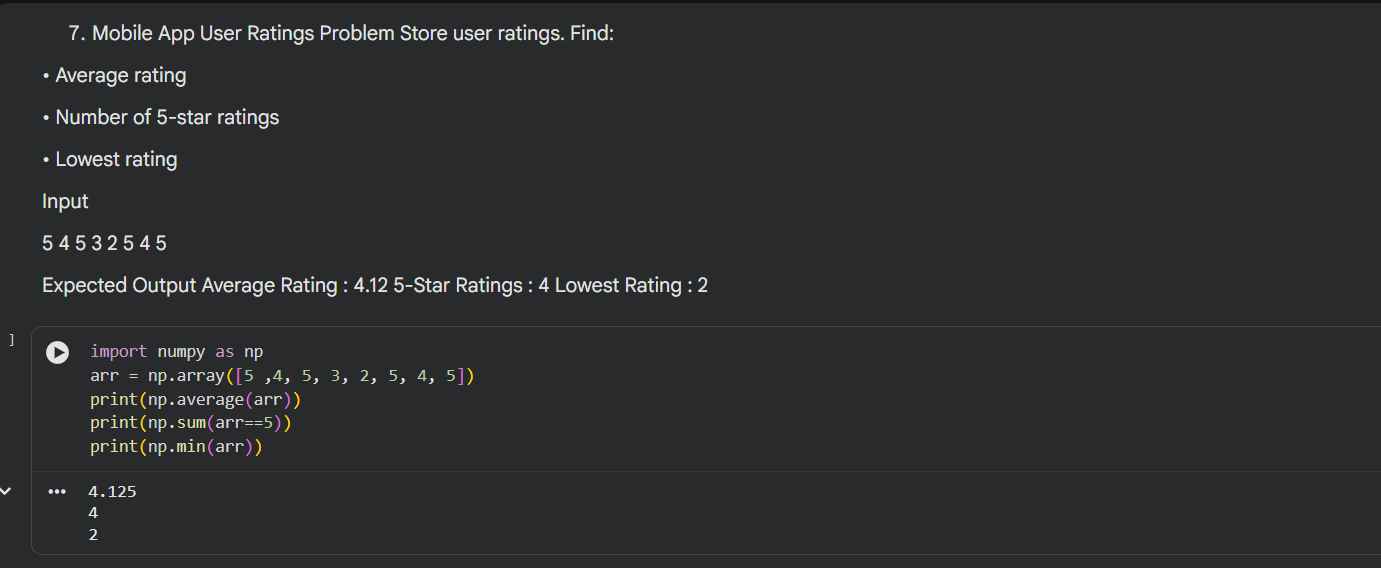 7. Mobile App User Ratings Problem Store user ratings. Find:
• Average rating
• Number of 5-star ratings
• Lowest rating
Input
5 4 5 3 2 5 4 5
Expected Output Average Rating : 4.12 5-Star Ratings : 4 Lowest Rating : 2
]
import numpy as np
arr = np.array([5 ,4, 5, 3, 2, 5, 4, 5])
print(np.average(arr))
print(np.sum(arr==5))
print(np.min(arr))
4.125
4
2